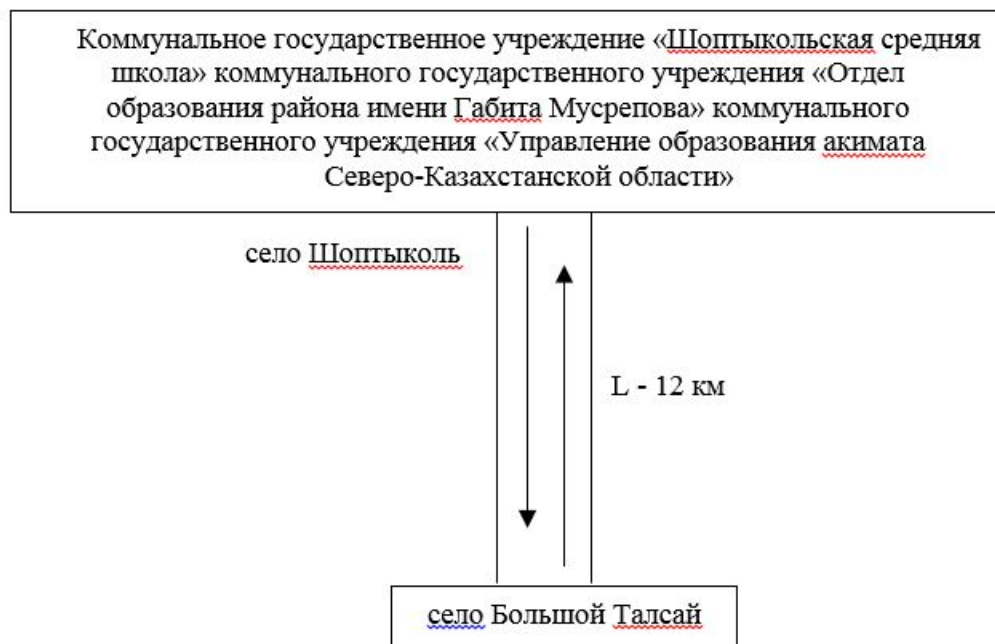 Коммунальное государственное учреждение «Шоптыкольская средняя
школа» коммунального государственного учреждения «Отдел
образования района имени Габита Мусрепова» коммунального
государственного учреждения «Управление образования акимата
Северо-Казахстанской области»
село Шоптыколь
L - 12 км
село Большой Талсай